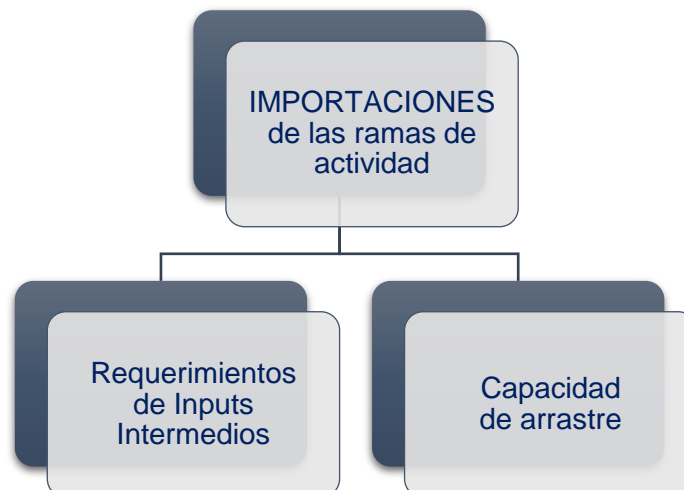 IMPORTACIONES
de las ramas de
actividad
Requerimientos
de Inputs
Intermedios
Capacidad
de arrastre